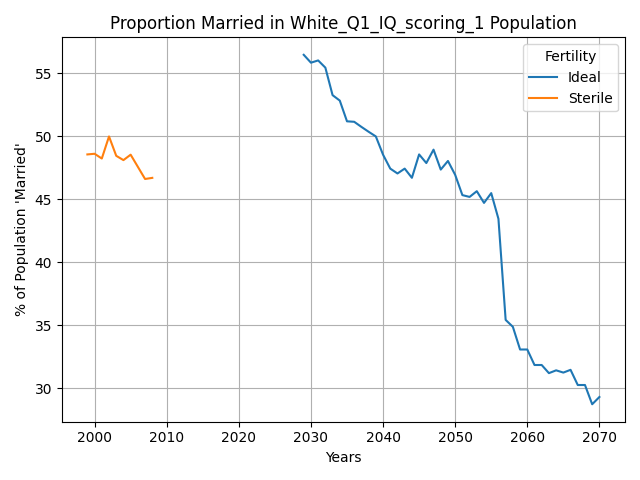 Proportion Married in White_Q1_IQ_scoring_1 Population
Fertility
Ideal
Sterile
% of Population 'Married'
55
50
45
40
35
30
2000 2010 2020 2030 2040 2050 2060 2070
Years